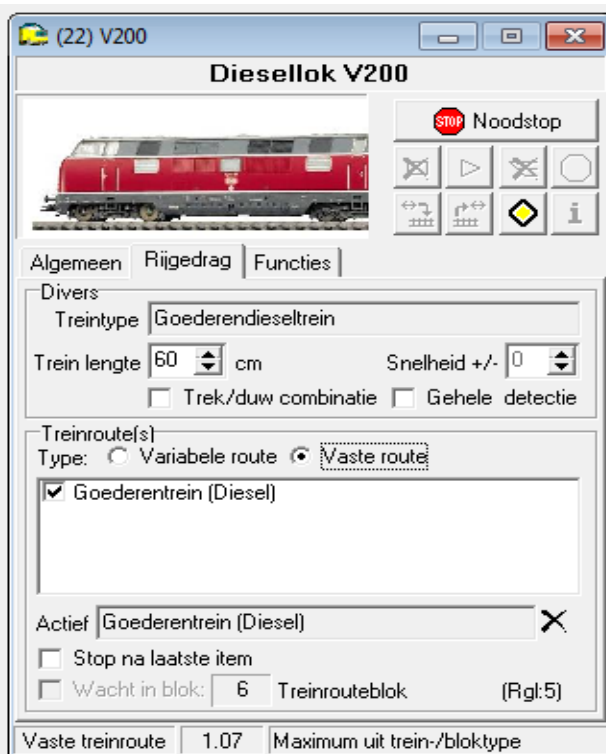 (22) V200
Diesellok V200
STOP Noodstop
i
Algemeen Rijgedrag Functies
Divers
Treintype Goederendieseltrein
Trein lengte 60 cm Snelheid +/- 0
Trek/duw combinatie Gehele detectie
Treinroute(s)
Type: Variabele route Vaste route
Goederentrein (Diesel)
Actief Goederentrein (Diesel)
Stop na laatste item
Wacht in blok: 6 Treinrouteblok (Rgl:5)
Vaste treinroute 1.07 Maximum uit trein-/bloktype